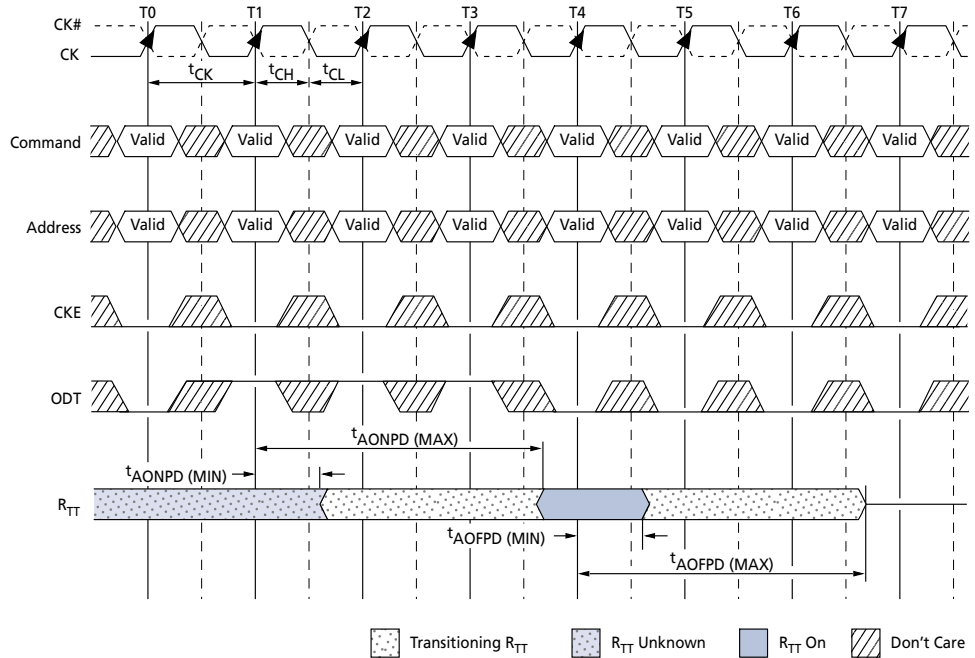 T0 T1 T2 T3 T4 T5 T6 T7
CK#
CK
tCK tCH tCL
Command Valid Valid Valid Valid Valid Valid Valid Valid
Address Valid Valid Valid Valid Valid Valid Valid Valid
CKE
ODT
tAONPD (MAX)
tAONPD (MIN)
RTT
tAOFPD (MIN)
tAOFPD (MAX)
Transitioning RTT RTT Unknown RTT On Don't Care